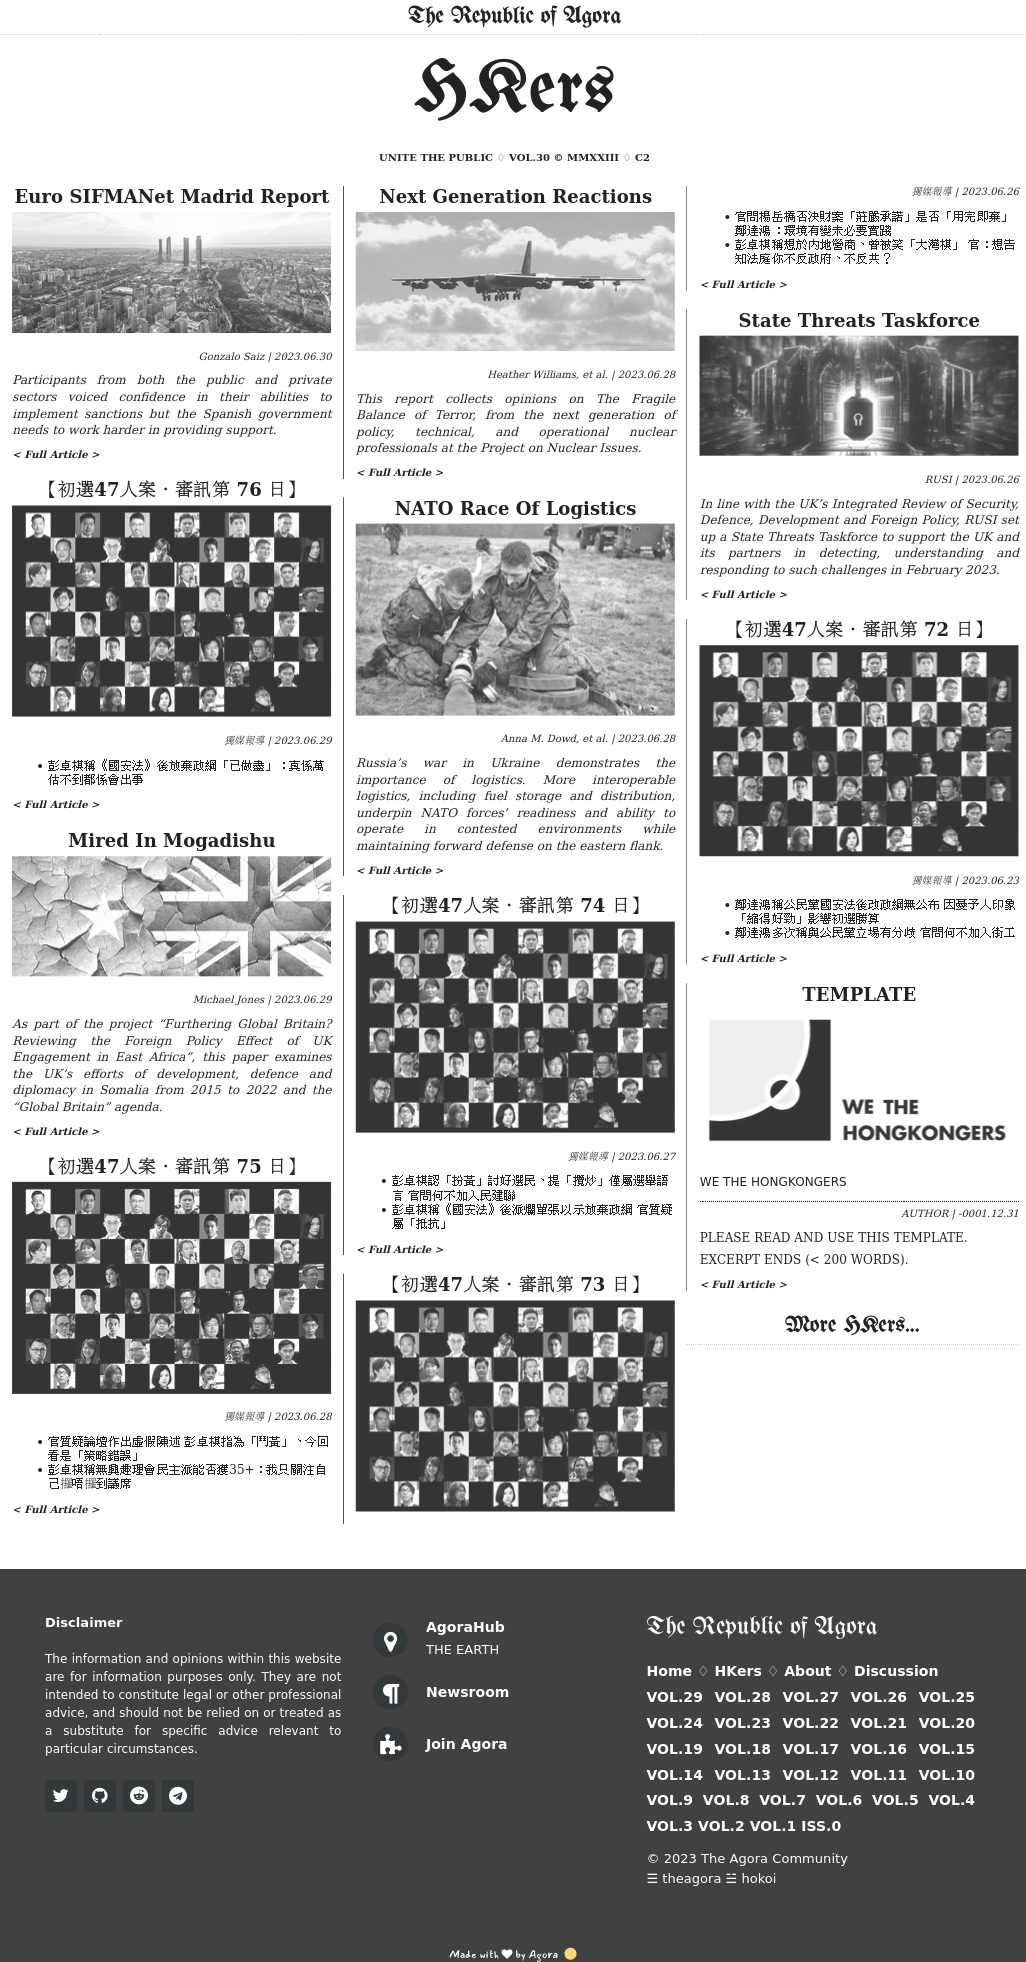 The Republic of Agora
HKers
UNITE THE PUBLIC ♢ VOL.30 © MMXXIII ♢ C2
Euro SIFMANet Madrid Report
Gonzalo Saiz | 2023.06.30
Participants from both the public and private
sectors voiced confidence in their abilities to
implement sanctions but the Spanish government
needs to work harder in providing support.
< Full Article >
【初選47人案・審訊第 76 日】
獨媒報導 | 2023.06.29
• 彭卓棋稱《國安法》後放棄政綱「已做盡」：真係萬
估不到都係會出事
< Full Article >
Mired In Mogadishu
Michael Jones | 2023.06.29
As part of the project “Furthering Global Britain?
Reviewing the Foreign Policy Effect of UK
Engagement in East Africa”, this paper examines
the UK’s efforts of development, defence and
diplomacy in Somalia from 2015 to 2022 and the
“Global Britain” agenda.
< Full Article >
【初選47人案・審訊第 75 日】
獨媒報導 | 2023.06.28
• 官質疑論壇作出虛假陳述 彭卓棋指為「鬥黃」、今回
看是「策略錯誤」
• 彭卓棋稱無興趣理會民主派能否獲35+：我只關注自
己攞唔攞到議席
< Full Article >
Next Generation Reactions
Heather Williams, et al. | 2023.06.28
This report collects opinions on The Fragile
Balance of Terror, from the next generation of
policy, technical, and operational nuclear
professionals at the Project on Nuclear Issues.
< Full Article >
NATO Race Of Logistics
Anna M. Dowd, et al. | 2023.06.28
Russia’s war in Ukraine demonstrates the
importance of logistics. More interoperable
logistics, including fuel storage and distribution,
underpin NATO forces’ readiness and ability to
operate in contested environments while
maintaining forward defense on the eastern flank.
< Full Article >
【初選47人案・審訊第 74 日】
獨媒報導 | 2023.06.27
• 彭卓棋認「扮黃」討好選民、提「攬炒」僅屬選舉語
言 官問何不加入民建聯
• 彭卓棋稱《國安法》後派爛單張以示放棄政綱 官質疑
屬「抵抗」
< Full Article >
【初選47人案・審訊第 73 日】
獨媒報導 | 2023.06.26
• 官問楊岳橋否決財案「莊嚴承諾」是否「用完即棄」
鄭達鴻：環境有變未必要實踐
• 彭卓棋稱想於內地營商、曾被笑「大灣棋」 官：想告
知法庭你不反政府、不反共？
< Full Article >
State Threats Taskforce
RUSI | 2023.06.26
In line with the UK’s Integrated Review of Security,
Defence, Development and Foreign Policy, RUSI set
up a State Threats Taskforce to support the UK and
its partners in detecting, understanding and
responding to such challenges in February 2023.
< Full Article >
【初選47人案・審訊第 72 日】
獨媒報導 | 2023.06.23
• 鄭達鴻稱公民黨國安法後改政綱無公布 因憂予人印象
「縮得好勁」影響初選勝算
• 鄭達鴻多次稱與公民黨立場有分歧 官問何不加入街工
< Full Article >
TEMPLATE
WE THE
HONGKONGERS
WE THE HONGKONGERS
AUTHOR | -0001.12.31
PLEASE READ AND USE THIS TEMPLATE.
EXCERPT ENDS (< 200 WORDS).
< Full Article >
More HKers...
Disclaimer
The information and opinions within this website
are for information purposes only. They are not
intended to constitute legal or other professional
advice, and should not be relied on or treated as
a substitute for specific advice relevant to
particular circumstances.
AgoraHub
THE EARTH
Newsroom
Join Agora
The Republic of Agora
Home ♢ HKers ♢ About ♢ Discussion
VOL.29 VOL.28 VOL.27 VOL.26 VOL.25
VOL.24 VOL.23 VOL.22 VOL.21 VOL.20
VOL.19 VOL.18 VOL.17 VOL.16 VOL.15
VOL.14 VOL.13 VOL.12 VOL.11 VOL.10
VOL.9 VOL.8 VOL.7 VOL.6 VOL.5 VOL.4
VOL.3 VOL.2 VOL.1 ISS.0
© 2023 The Agora Community
☰ theagora ☱ hokoi
Made with ❤ by Agora